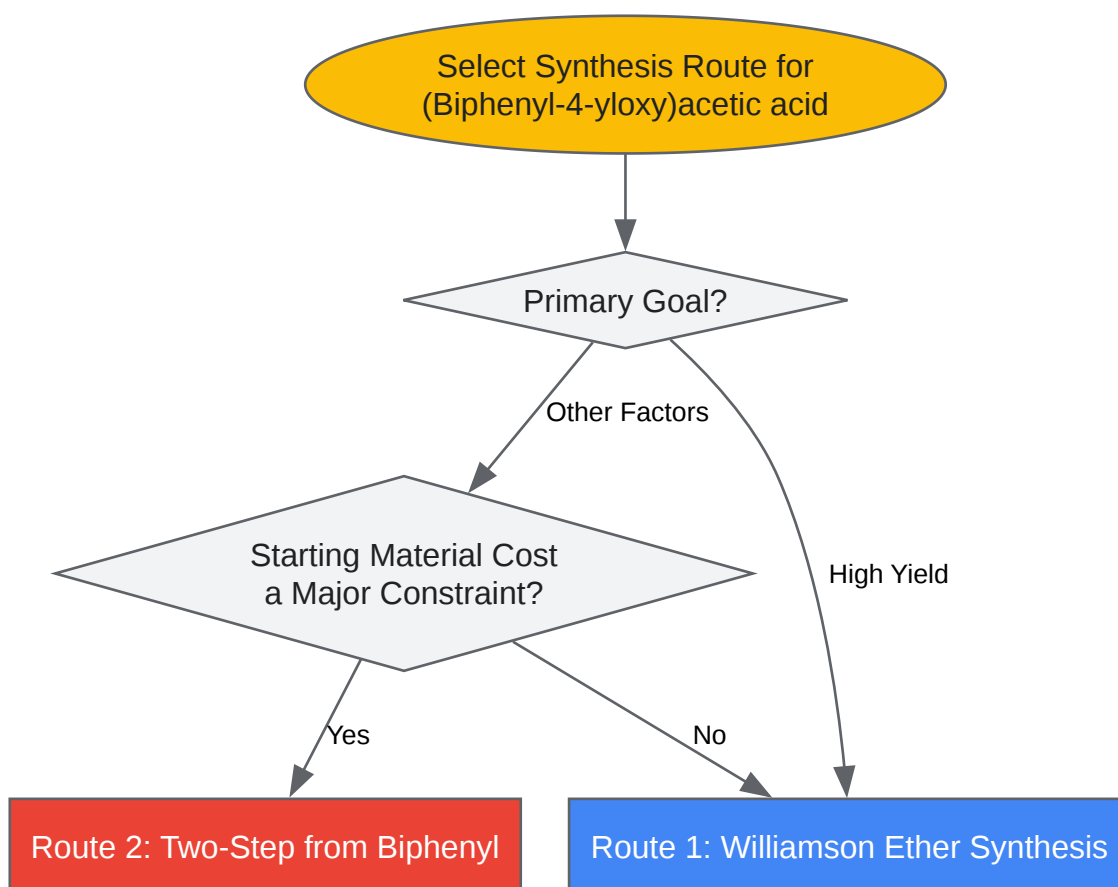 Select Synthesis Route for
(Biphenyl-4-yloxy)acetic acid
Primary Goal?
Other Factors
High Yield
Starting Material Cost
a Major Constraint?
Yes
No
Route 2: Two-Step from Biphenyl
Route 1: Williamson Ether Synthesis